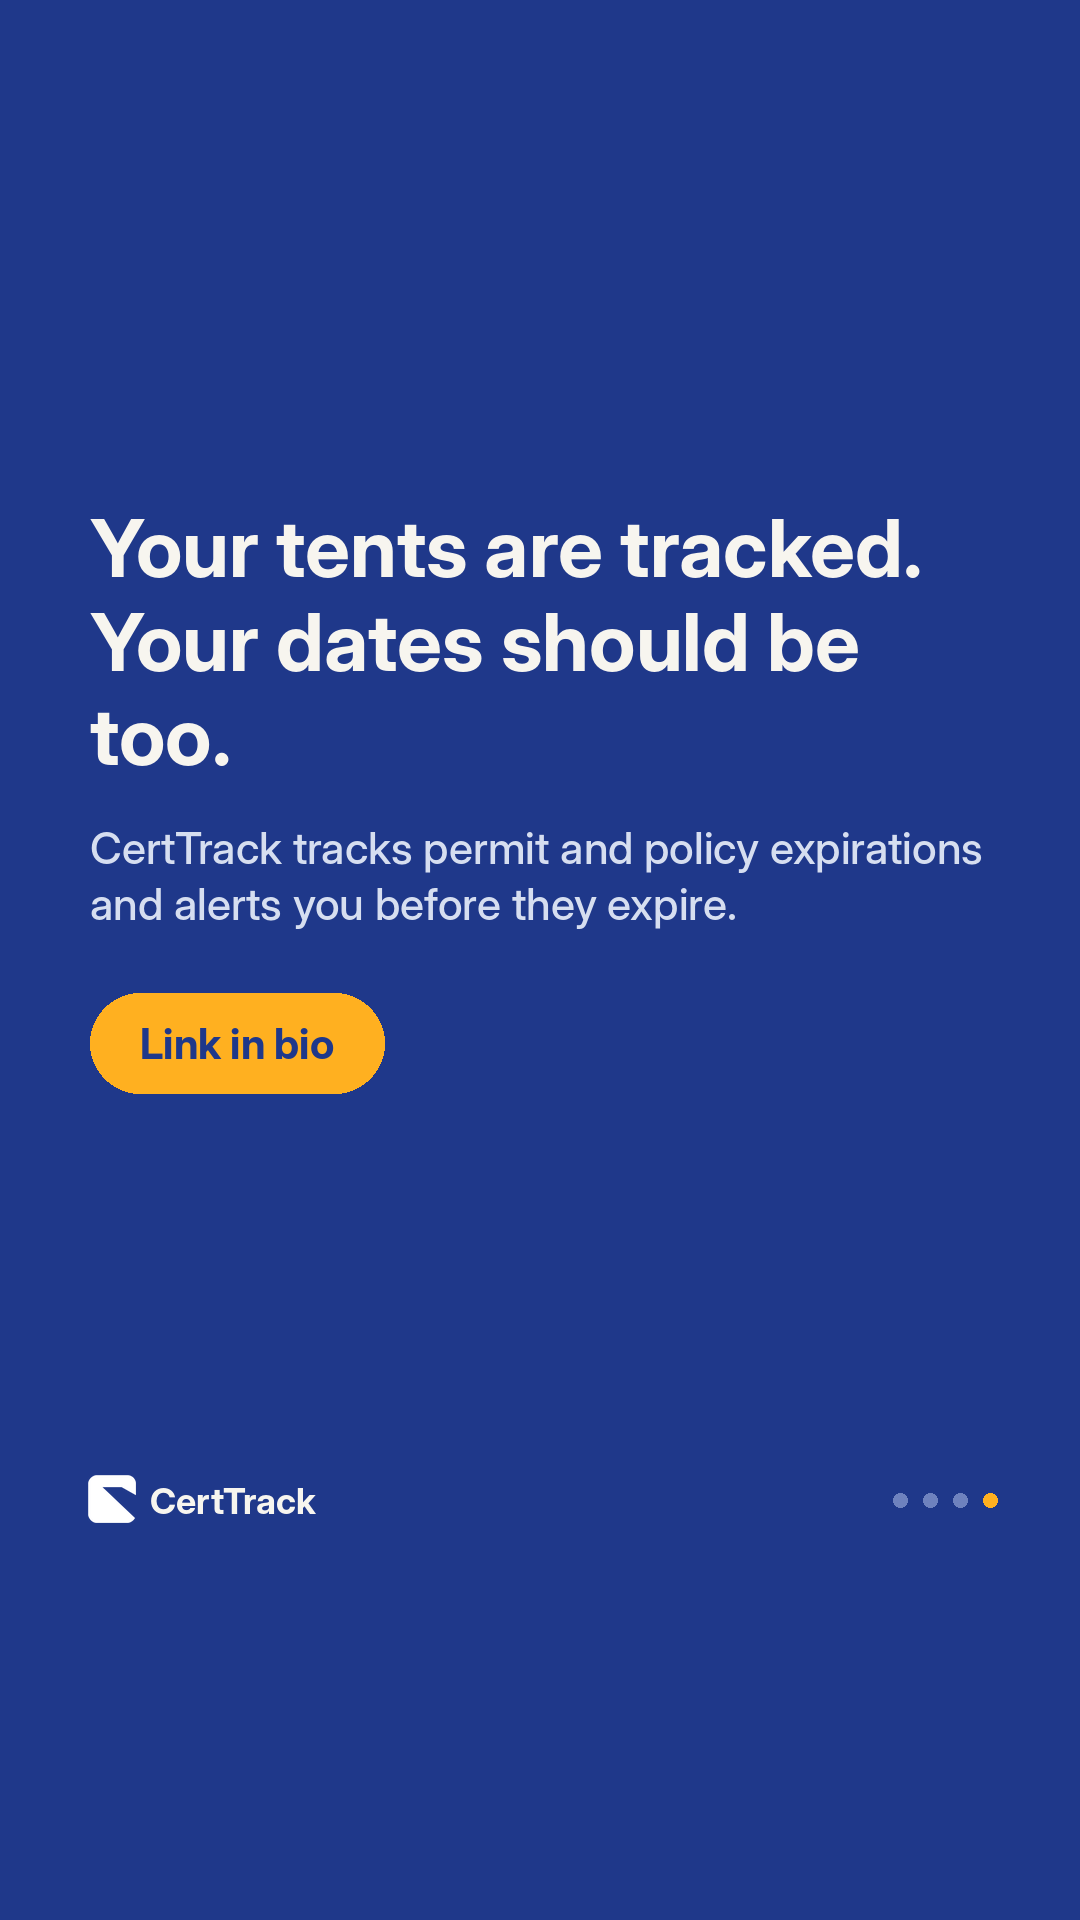 Your tents are tracked.
Your dates should be
too.
CertTrack tracks permit and policy expirations
and alerts you before they expire.
Link in bio
CertTrack